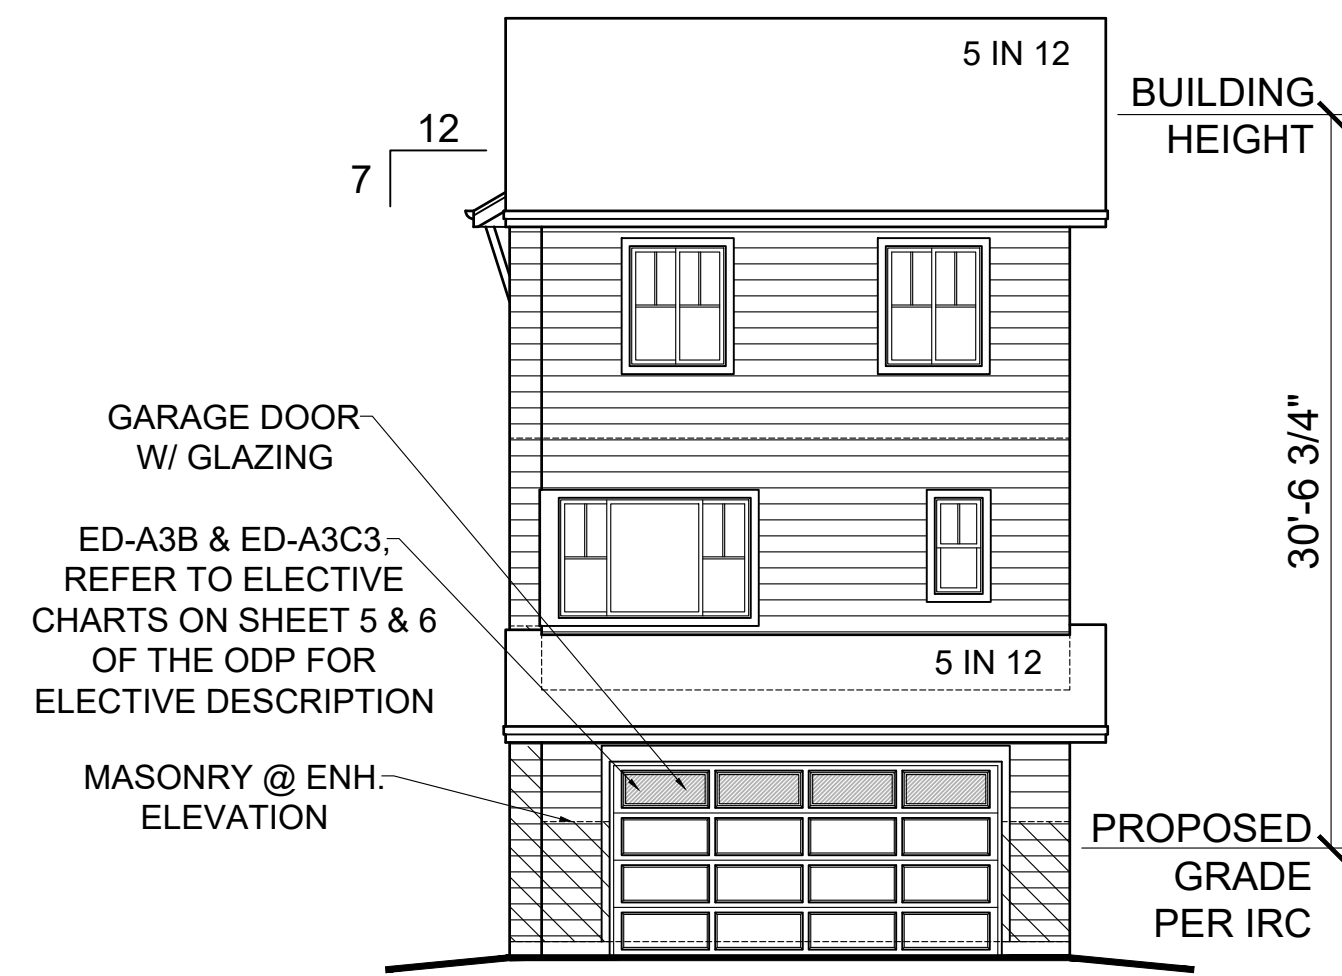 5 IN 12
BUILDING
HEIGHT
12
7
GARAGE DOOR
W/ GLAZING
30'-6 3/4"
ED-A3B & ED-A3C3,
REFER TO ELECTIVE
CHARTS ON SHEET 5 & 6
OF THE ODP FOR
ELECTIVE DESCRIPTION
5 IN 12
MASONRY @ ENH.
ELEVATION
PROPOSED
GRADE
PER IRC